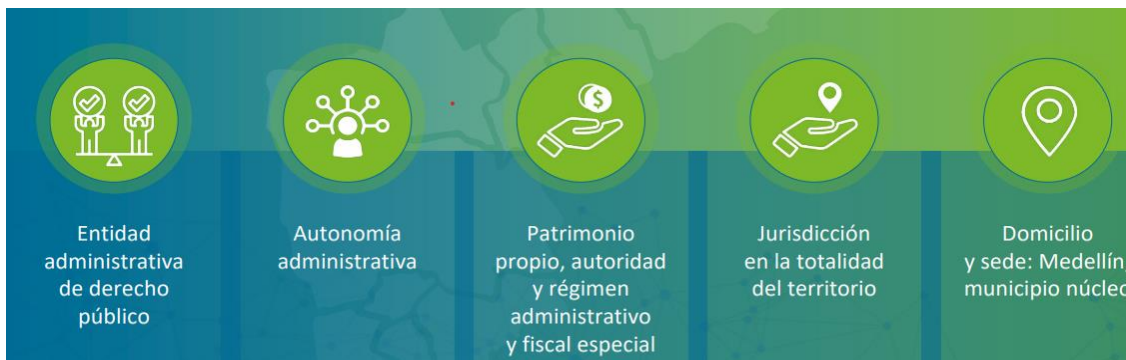 Entidad
administrativa
de derecho
público
Autonomía
administrativa
Patrimonio
propio, autoridad
y régimen
administrativo
y fiscal especial
Jurisdicción
en la totalidad
del territorio
Domicilio
y sede: Medellín,
municipio núcleo